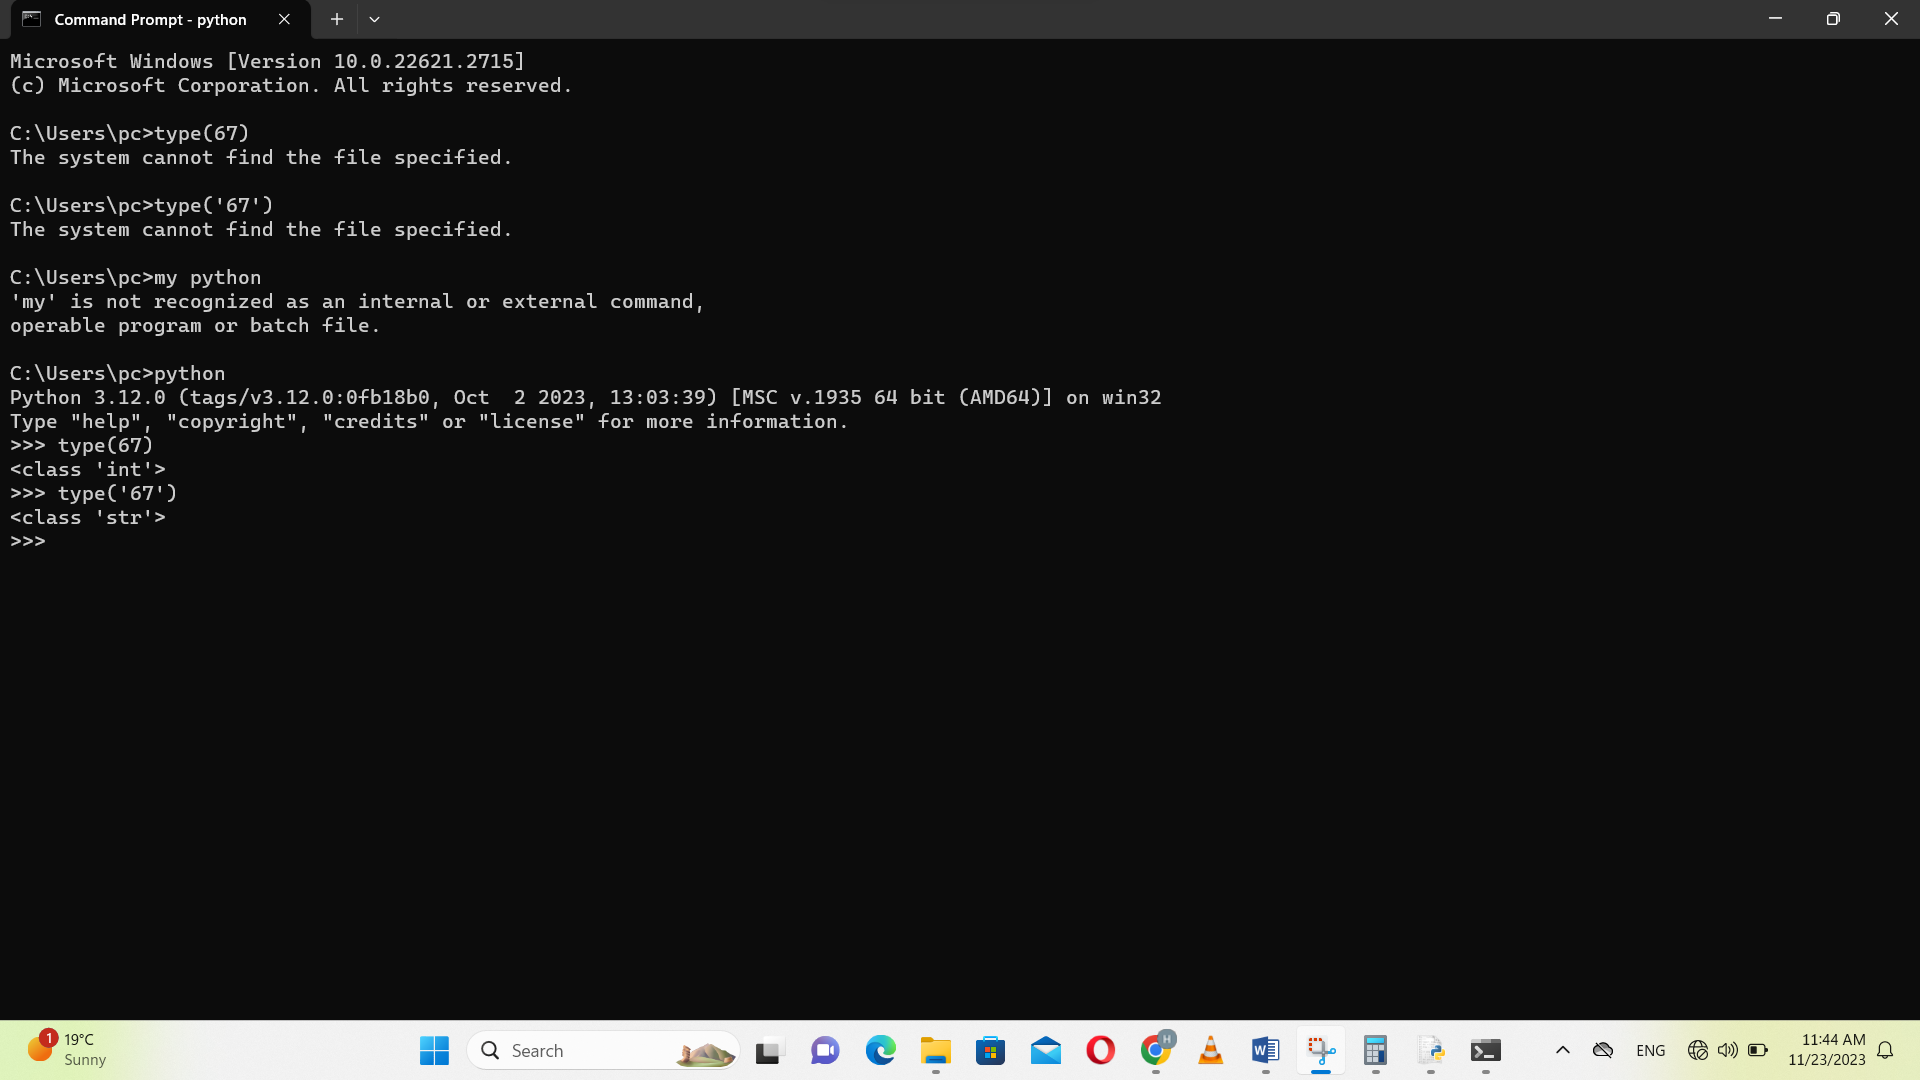 Command Prompt - python
Microsoft Windows [Version 10.0.22621.2715]
(c) Microsoft Corporation. All rights reserved.
C:\Users\pc>type(67)
The system cannot find the file specified.
C:\Users\pc>type('67')
The system cannot find the file specified.
C:\Users\pc>my python
'my' is not recognized as an internal or external command,
operable program or batch file.
C:\Users\pc>python
Python 3.12.0 (tags/v3.12.0:0fb18b0, Oct  2 2023, 13:03:39) [MSC v.1935 64 bit (AMD64)] on win32
Type "help", "copyright", "credits" or "license" for more information.
>>> type(67)
<class 'int'>
>>> type('67')
<class 'str'>
>>>
1
19°C
Sunny
Search
H
W
ENG
11:44 AM
11/23/2023